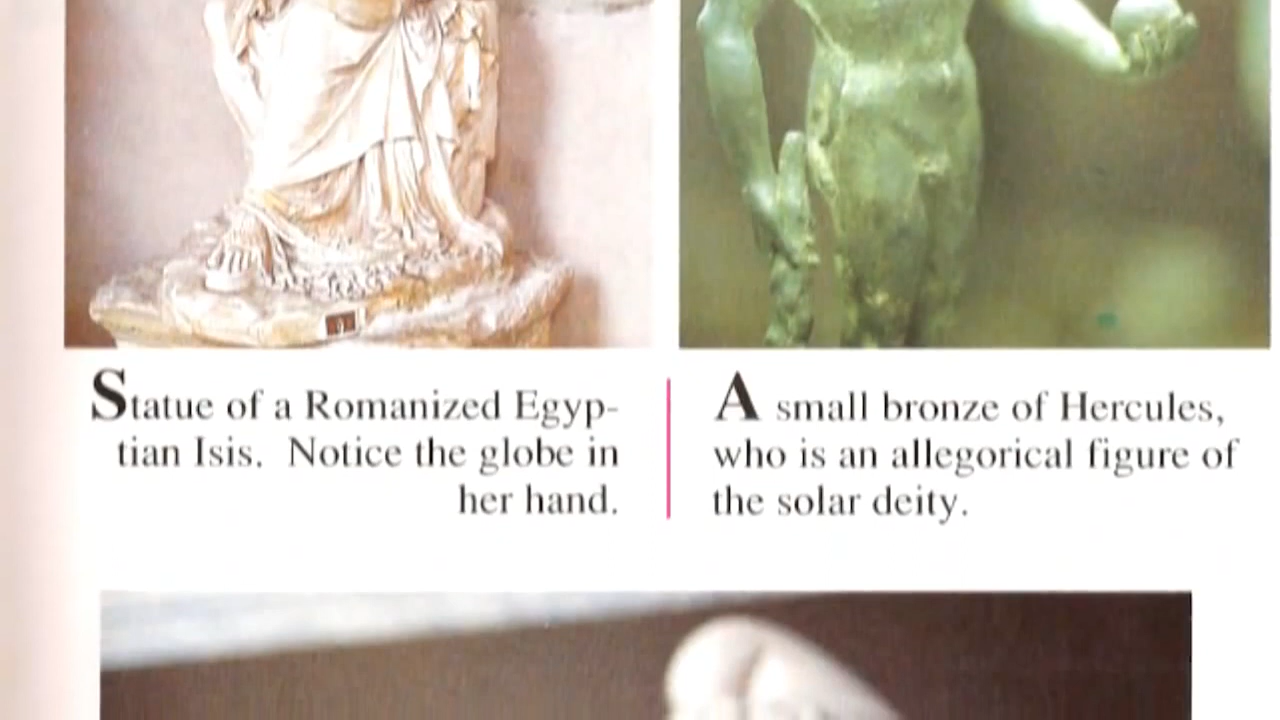 Statue of a Romanized Egyp-
tian Isis. Notice the globe in
her hand.
A small bronze of Hercules,
who is an allegorical figure of
the solar deity.